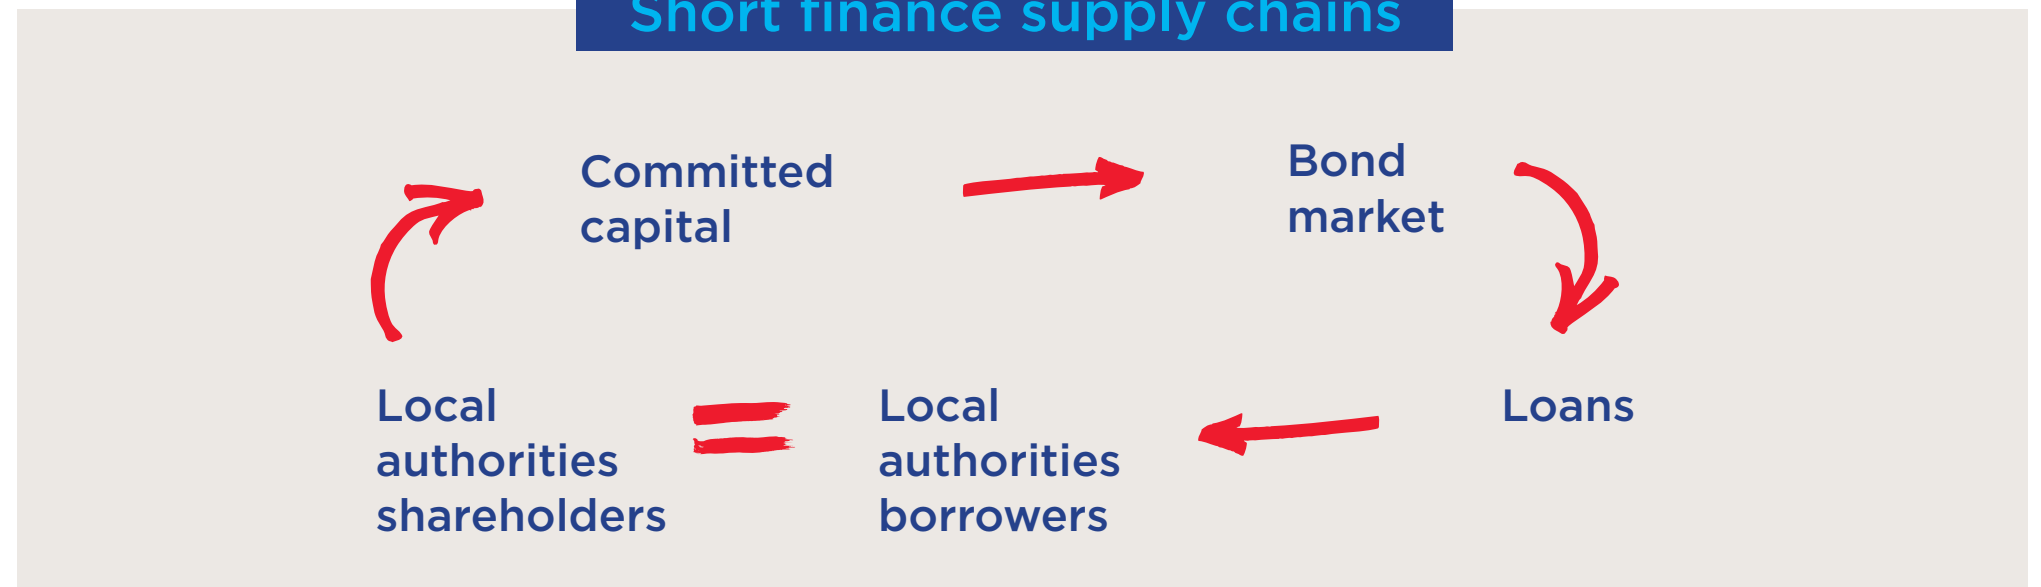 Short finance supply chains
Committed
capital
Bond
market
Local
authorities
shareholders
Local
authorities
borrowers
Loans